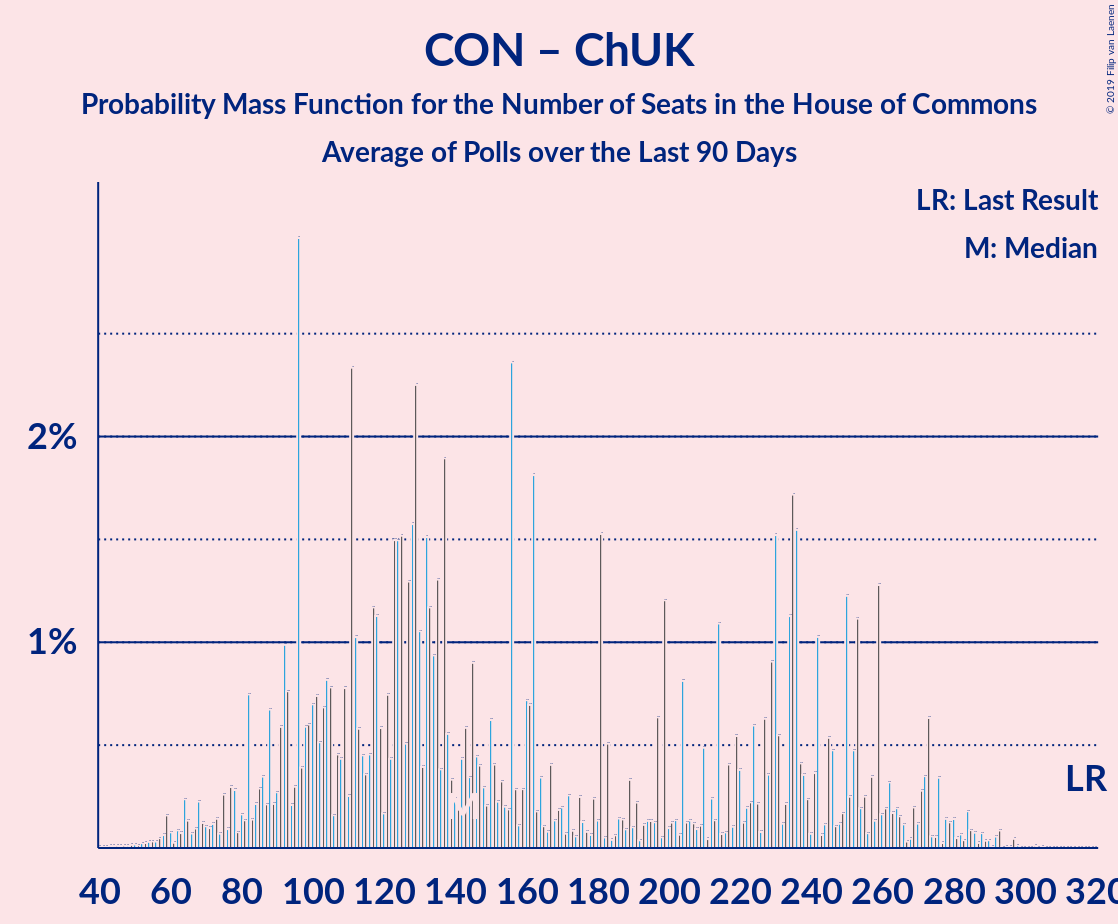 CON – ChUK
Probability Mass Function for the Number of Seats in the House of Commons
Average of Polls over the Last 90 Days
© 2019 Filip van Laenen
LR: Last Result
M: Median
2%
1%
LR
M
40 60 80 100 120 140 160 180 200 220 240 260 280 300 320